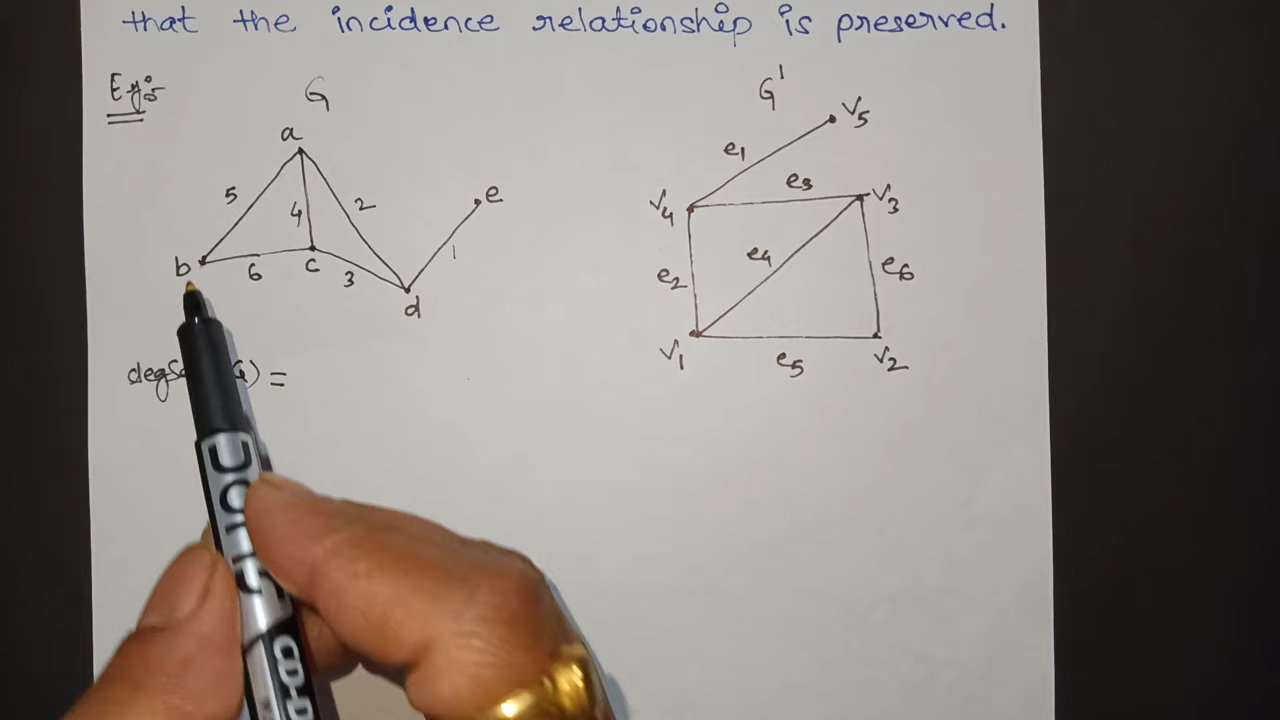 that the incidence relationship is preserved.
Eg:
G
G'
a
b
c
d
e
5
4
2
6
3
1
v5
e1
v4
e3
v3
e4
e2
e6
v1
e5
v2
=